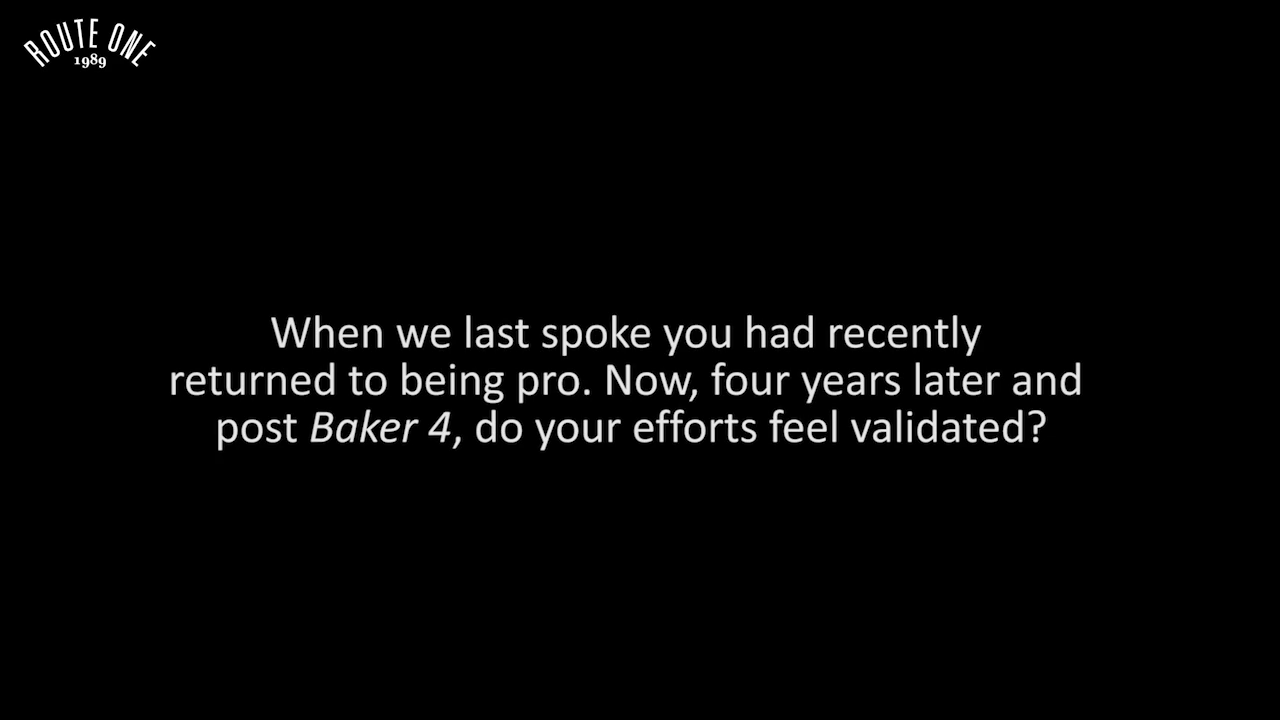 ROUTE ONE
1989
When we last spoke you had recently
returned to being pro. Now, four years later and
post Baker 4, do your efforts feel validated?